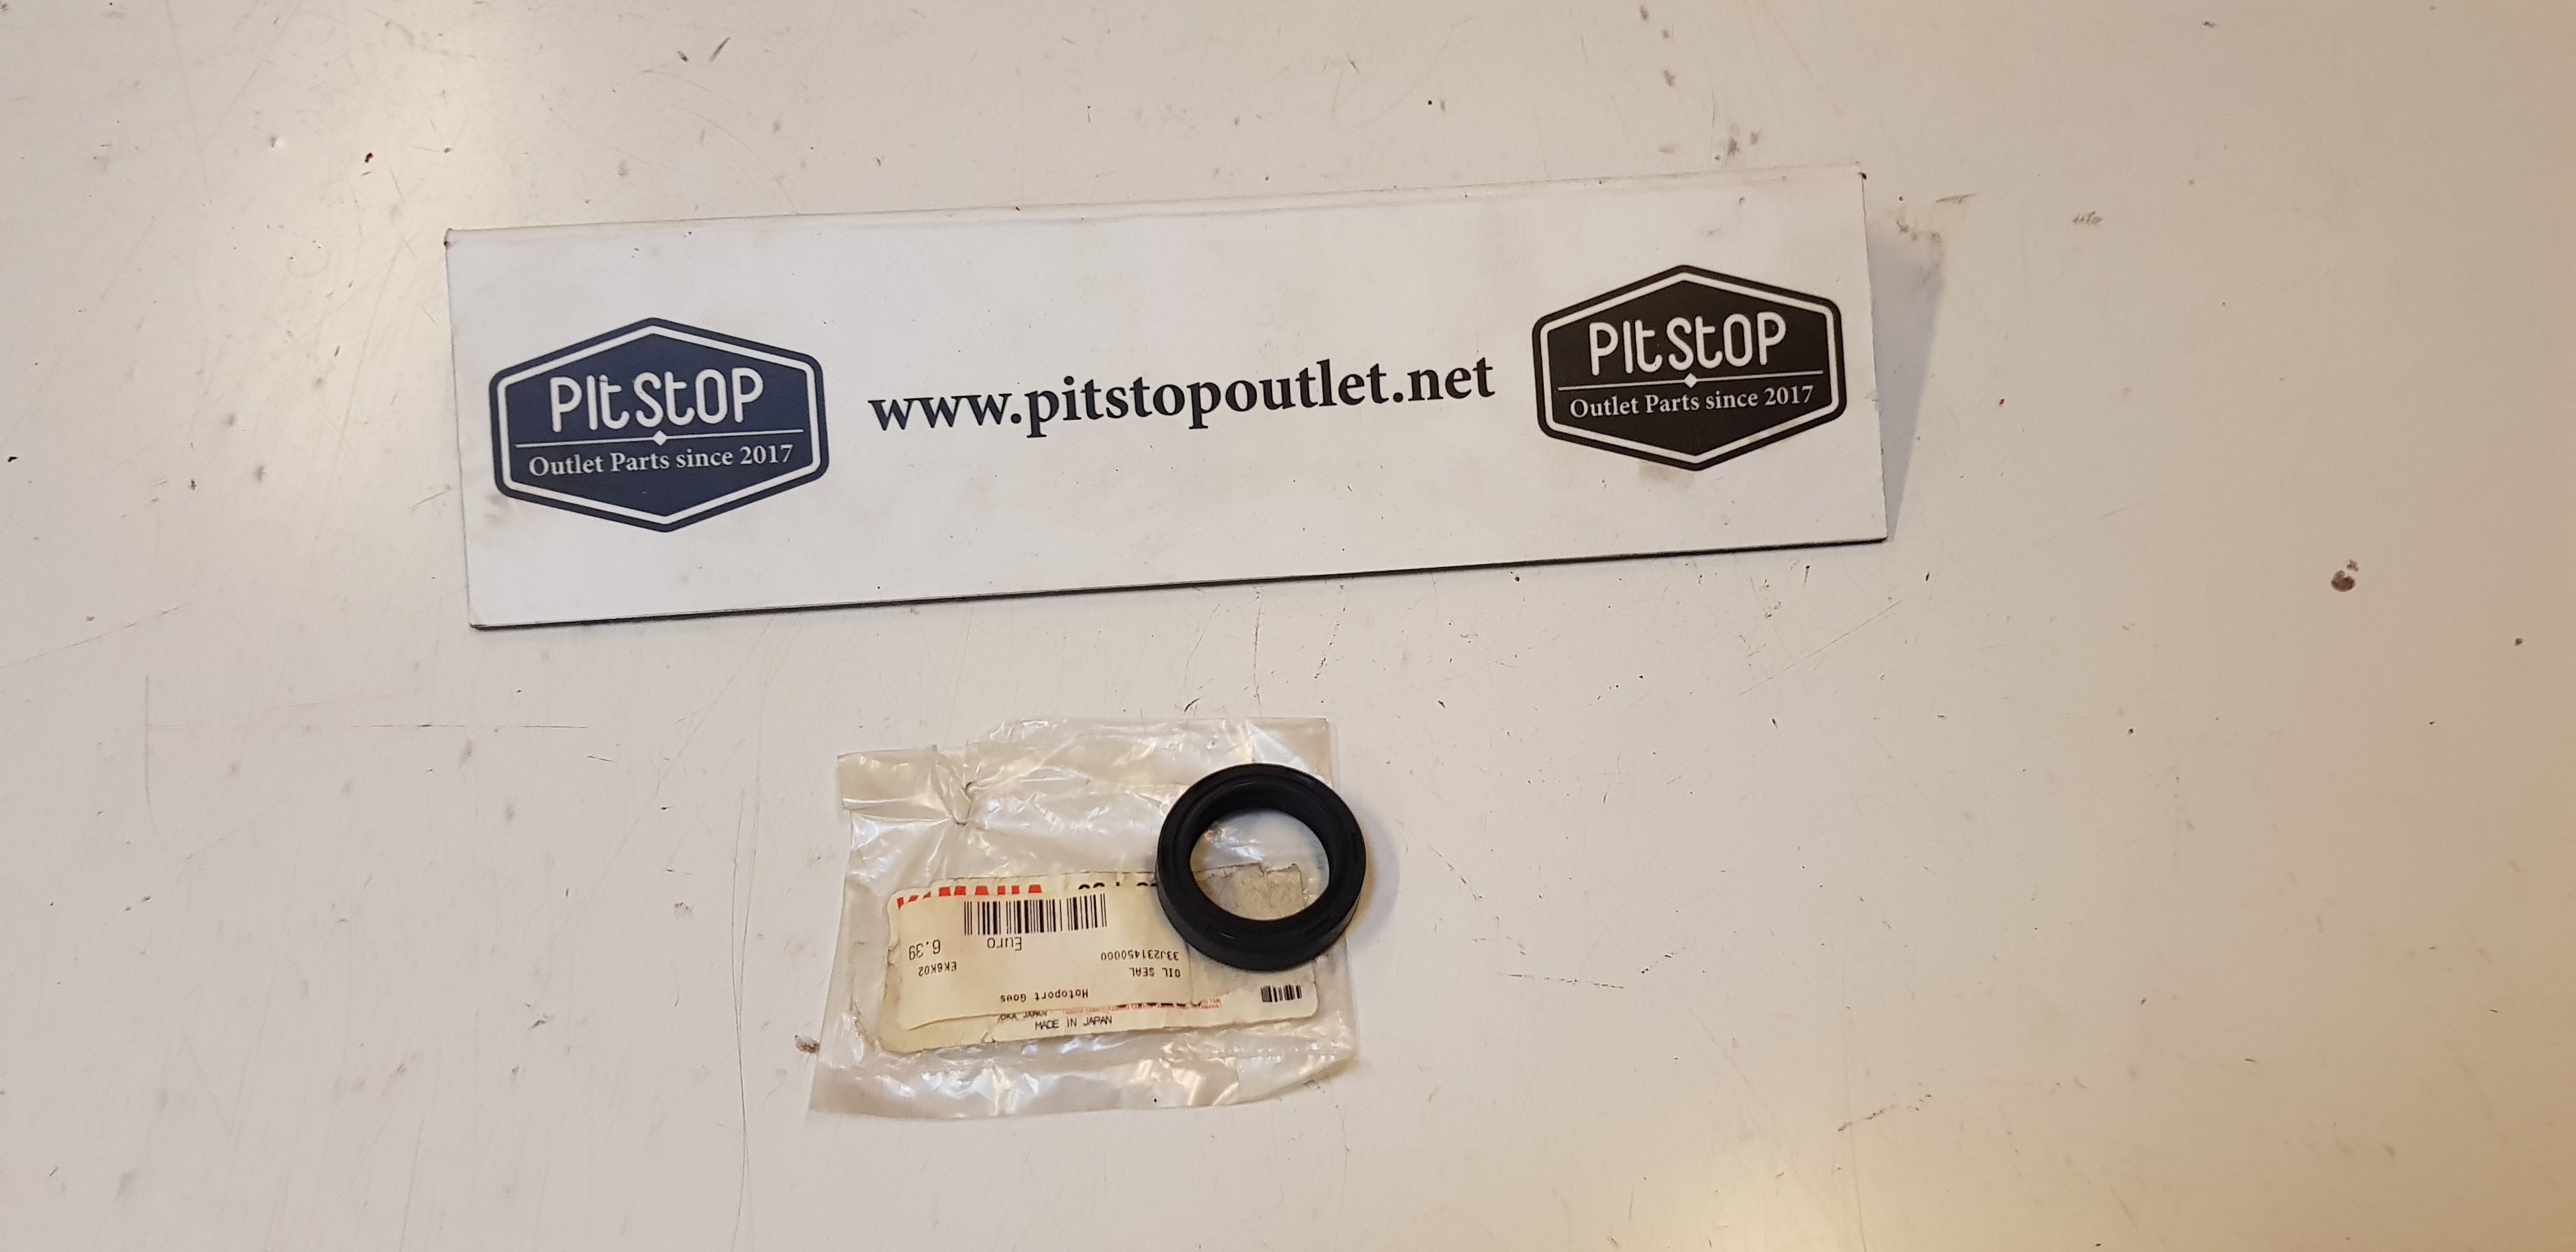 PItStOP
Outlet Parts since 2017
www.pitstopoutlet.net
PItStOP
Outlet Parts since 2017
YAMAHA
Motoport Goes
OIL SEAL EK6K02
33J231450000
Euro 6.39
MADE IN JAPAN